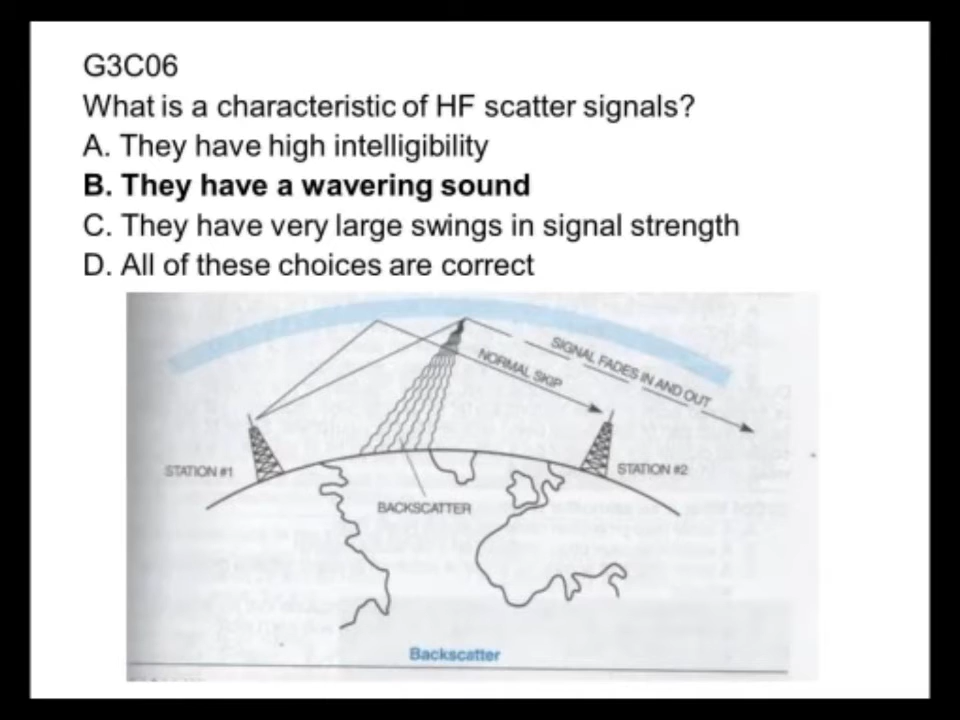 G3C06
What is a characteristic of HF scatter signals?
A. They have high intelligibility
B. They have a wavering sound
C. They have very large swings in signal strength
D. All of these choices are correct
SIGNAL FADES IN AND OUT
NORMAL SKIP
STATION #1
STATION #2
BACKSCATTER
Backscatter